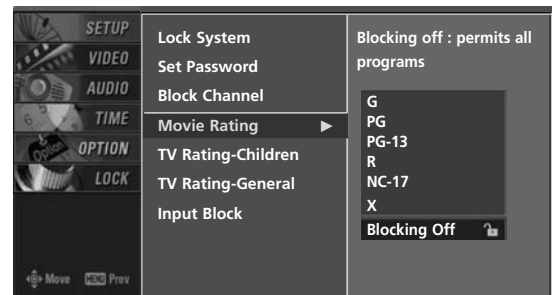 SETUP
VIDEO
AUDIO
TIME
OPTION
LOCK
Move MENU Prev
Lock System
Set Password
Block Channel
Movie Rating ►
TV Rating-Children
TV Rating-General
Input Block
Blocking off : permits all
programs
G
PG
PG-13
R
NC-17
X
Blocking Off